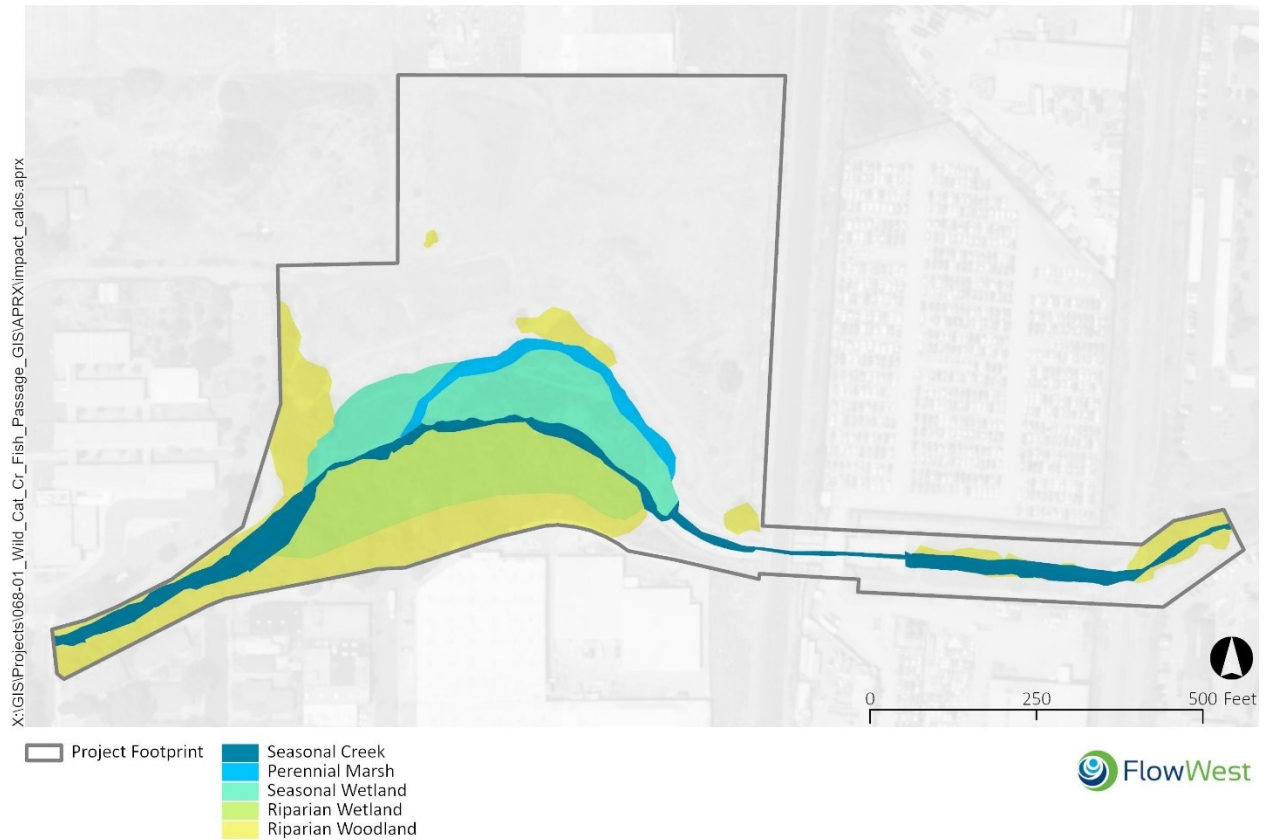 X:\GIS\Projects\068-01_Wild_Cat_Cr_Fish_Passage_GIS\APRX\impact_calcs.aprx
0 250 500 Feet
Project Footprint
Seasonal Creek
Perennial Marsh
Seasonal Wetland
Riparian Wetland
Riparian Woodland
FlowWest